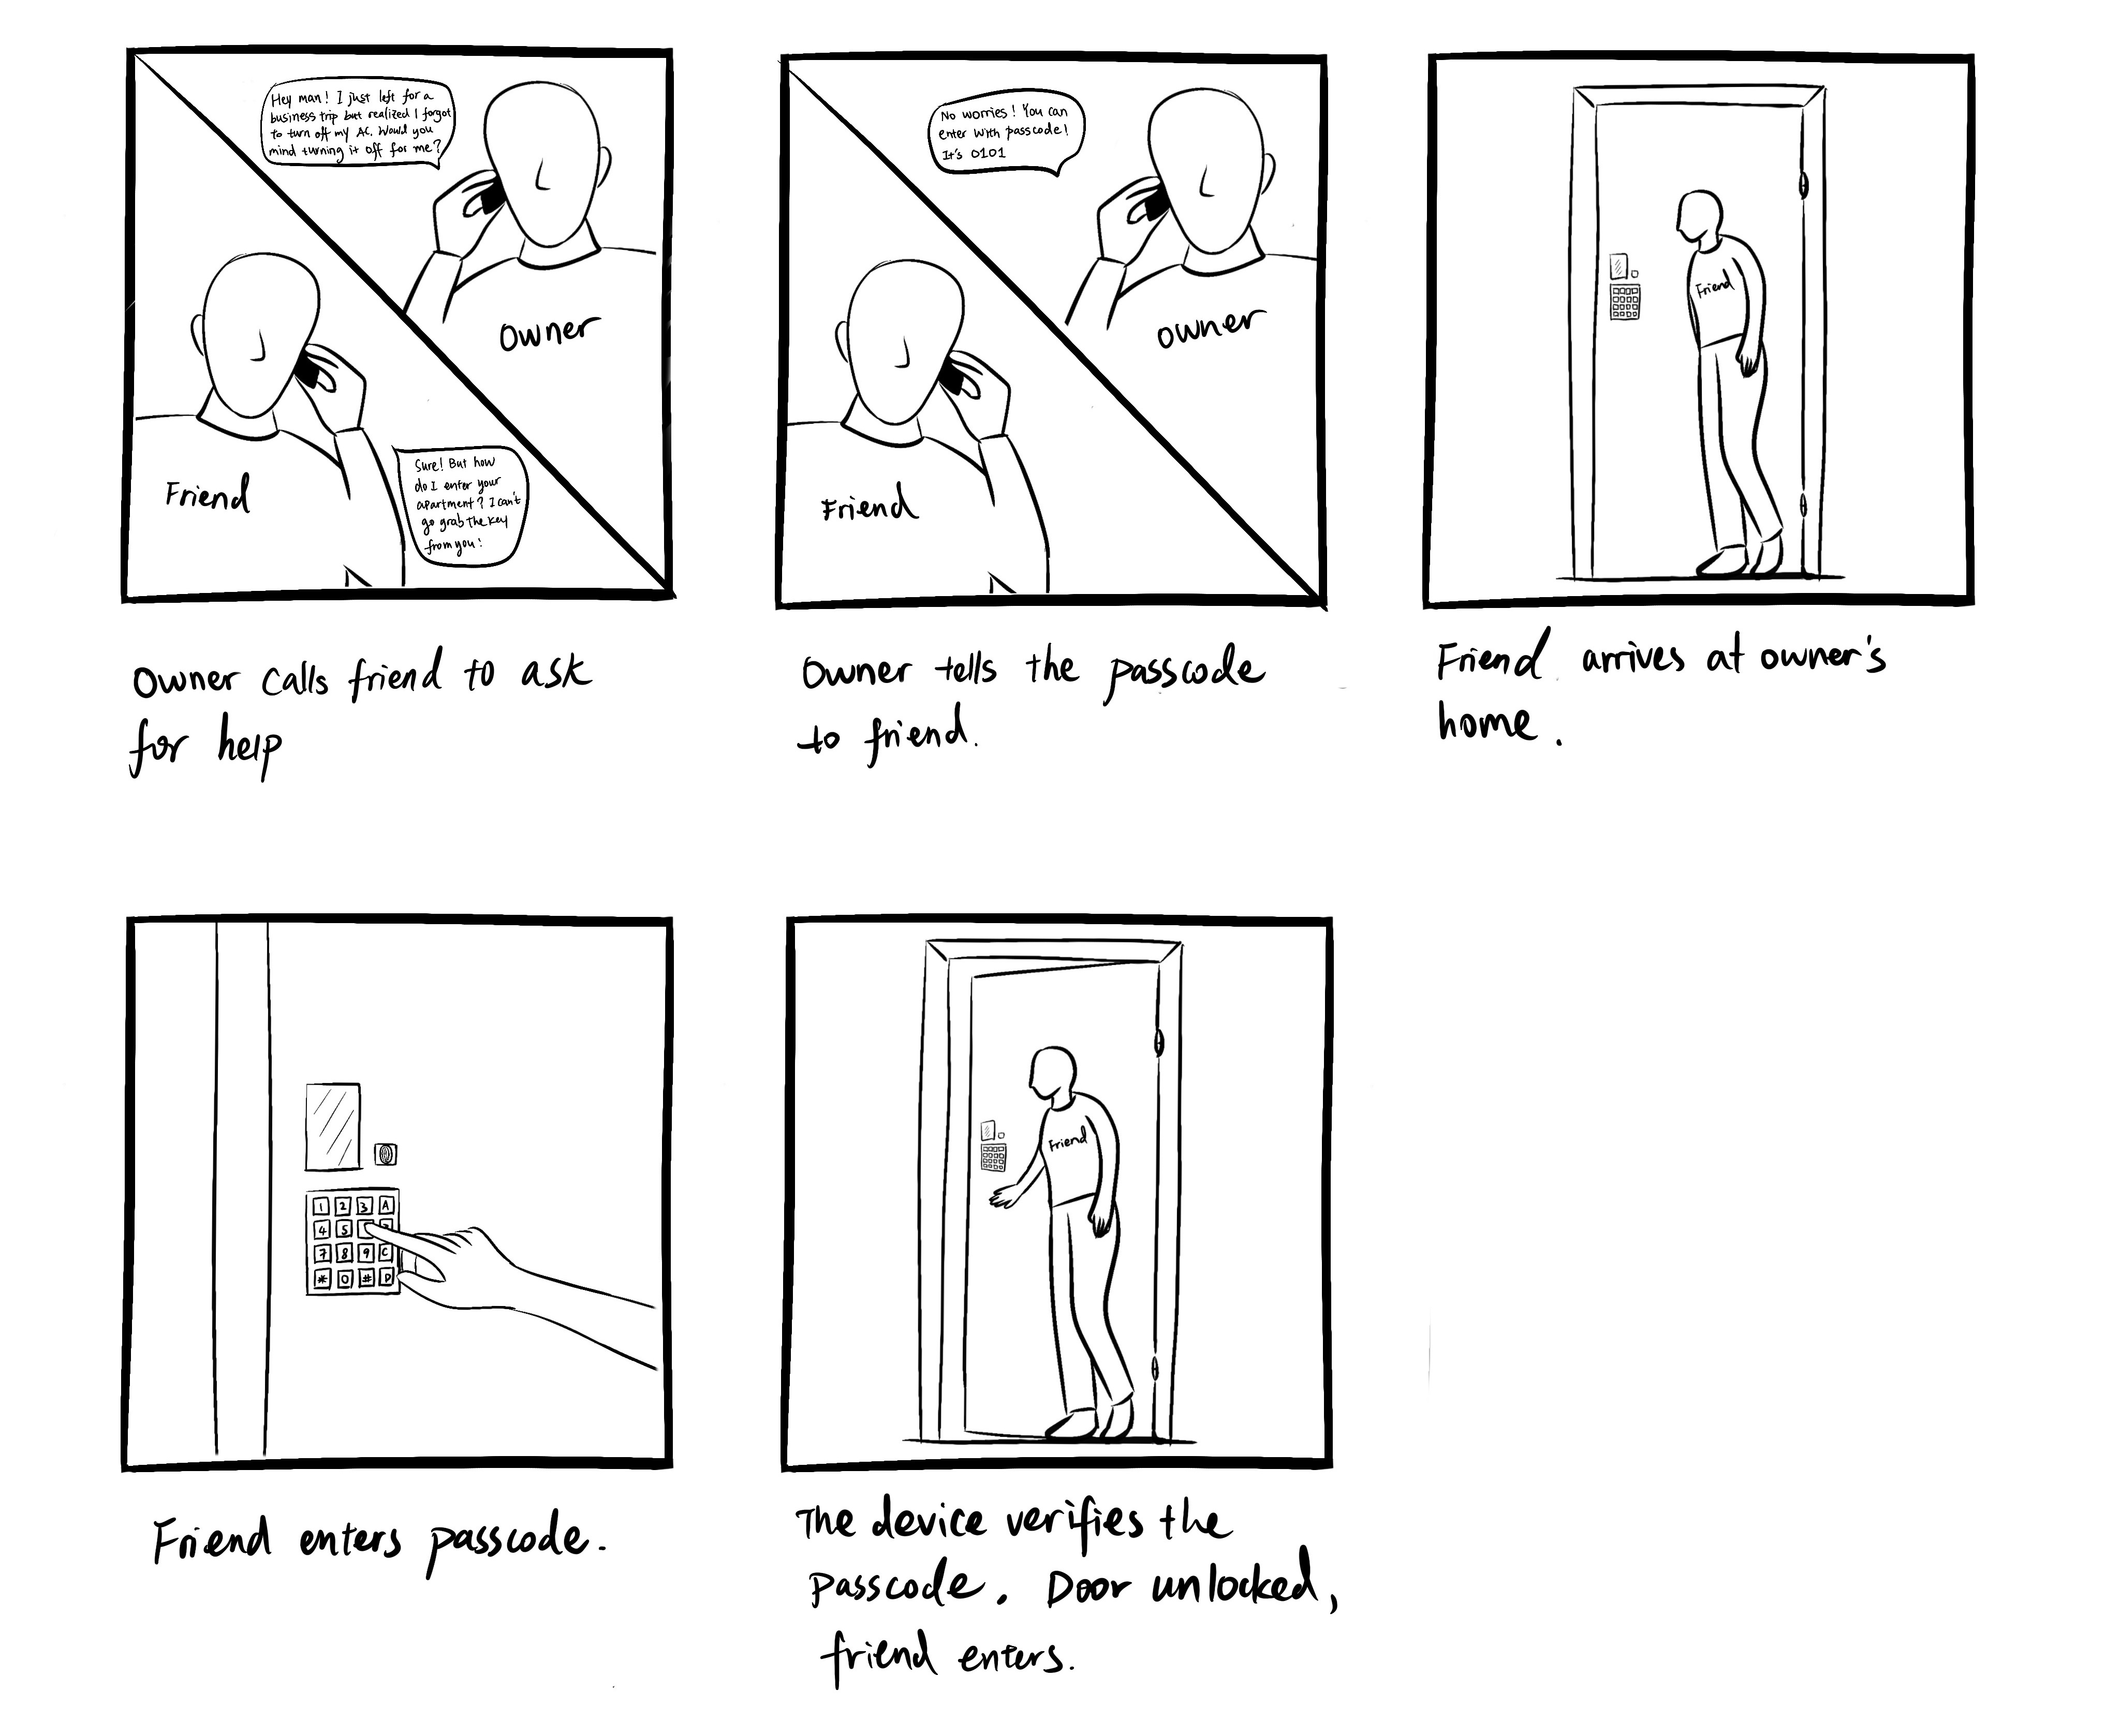 Hey man! I just left for a
business trip but realized I forgot
to turn off my AC. Would you
mind turning it off for me?
Owner
Friend
Sure! But how
do I enter your
apartment? I can't
go grab the key
from you!
Owner calls friend to ask
for help
No worries! You can
enter with passcode!
It's 0101
owner
Friend
Owner tells the passcode
to friend.
Friend
Friend arrives at owner's
home.
1 2 3 A
4 5
7 8 9 C
* 0 # D
Friend enters passcode.
Friend
The device verifies the
passcode. Door unlocked,
friend enters.